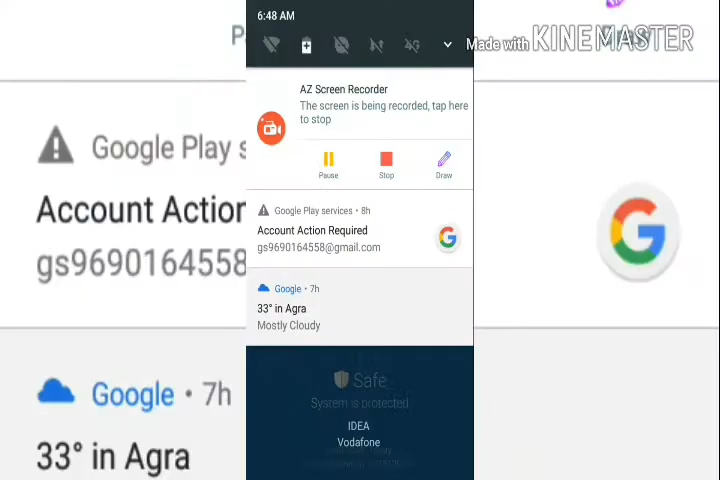 6:48 AM
Made with KINEMASTER
AZ Screen Recorder
The screen is being recorded, tap here
to stop
Pause
Stop
Draw
Google Play services • 8h
Account Action Required
gs9690164558@gmail.com
Google • 7h
33° in Agra
Mostly Cloudy
Safe
System is protected
IDEA
Vodafone
Google Play s
Account Action
gs9690164558
Google • 7h
33° in Agra